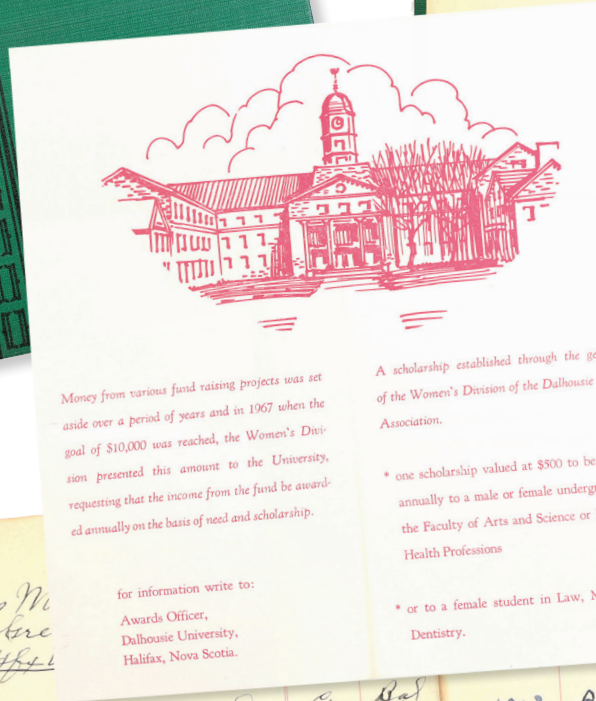 Money from various fund raising projects was set
aside over a period of years and in 1967 when the
goal of $10,000 was reached, the Women's Divi-
sion presented this amount to the University,
requesting that the income from the fund be award-
ed annually on the basis of need and scholarship.
for information write to:
Awards Officer,
Dalhousie University,
Halifax, Nova Scotia.
A scholarship established through the
of the Women's Division of the Dalhousie
Association.
* one scholarship valued at $500 to be
annually to a male or female
the Faculty of Arts and Science or
Health Professions
* or to a female student in Law,
Dentistry.
Bal